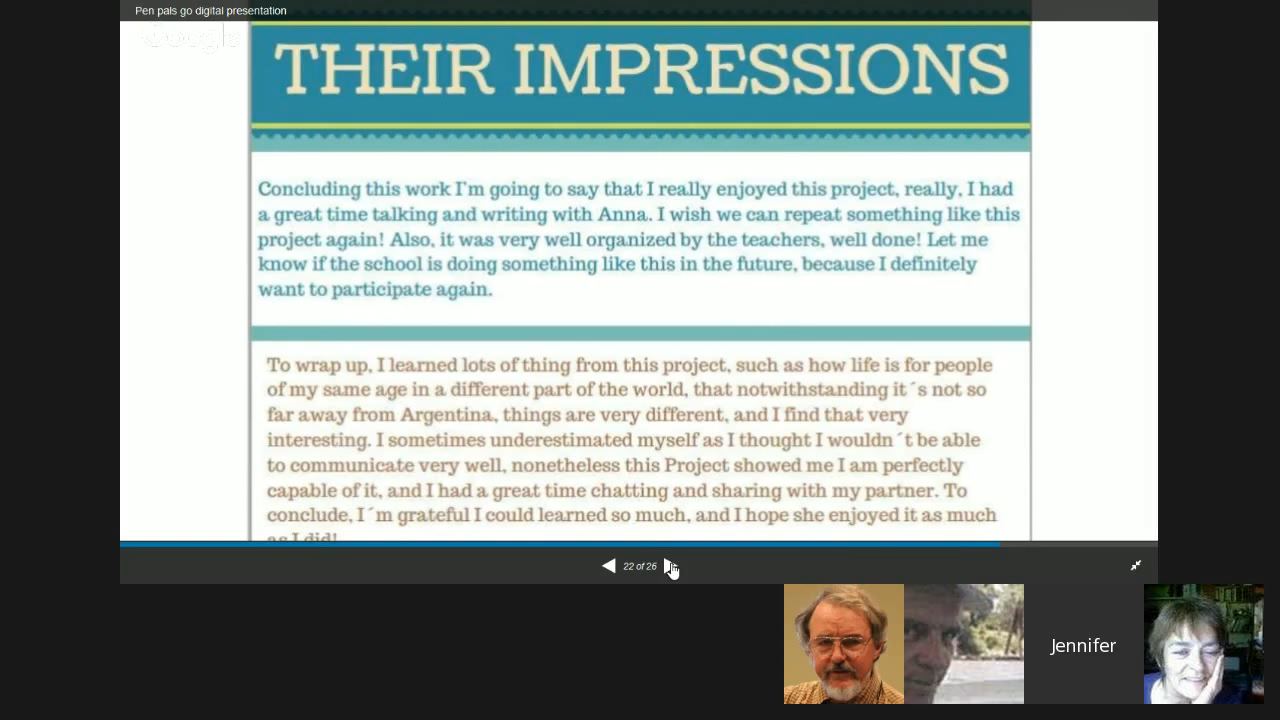 Pen pals go digital presentation
Google
THEIR IMPRESSIONS
Concluding this work I'm going to say that I really enjoyed this project, really, I had
a great time talking and writing with Anna. I wish we can repeat something like this
project again! Also, it was very well organized by the teachers, well done! Let me
know if the school is doing something like this in the future, because I definitely
want to participate again.
To wrap up, I learned lots of thing from this project, such as how life is for people
of my same age in a different part of the world, that notwithstanding it´s not so
far away from Argentina, things are very different, and I find that very
interesting. I sometimes underestimated myself as I thought I wouldn´t be able
to communicate very well, nonetheless this Project showed me I am perfectly
capable of it, and I had a great time chatting and sharing with my partner. To
conclude, I´m grateful I could learned so much, and I hope she enjoyed it as much
as I did!
22 of 26
Jennifer